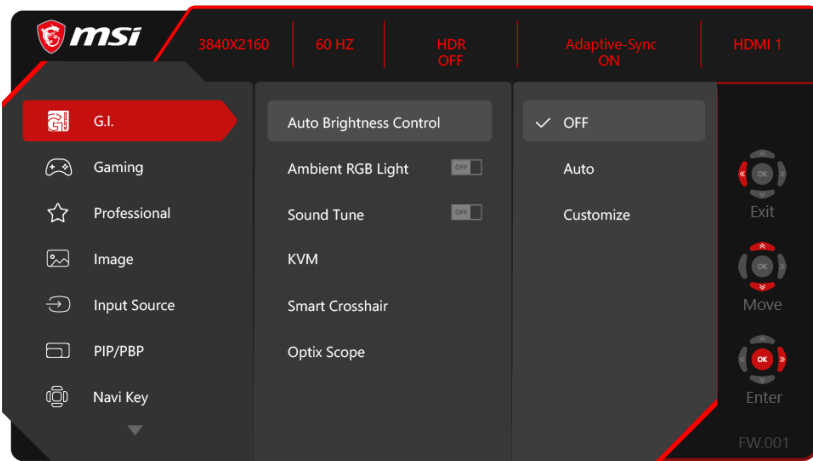 msi
3840X2160
60 HZ
HDR
OFF
Adaptive-Sync
ON
HDMI 1
G.I.
Gaming
Professional
Image
Input Source
PIP/PBP
Navi Key
Auto Brightness Control
Ambient RGB Light
OFF
Sound Tune
OFF
KVM
Smart Crosshair
Optix Scope
OFF
Auto
Customize
OK
Exit
OK
Move
OK
Enter
FW.001